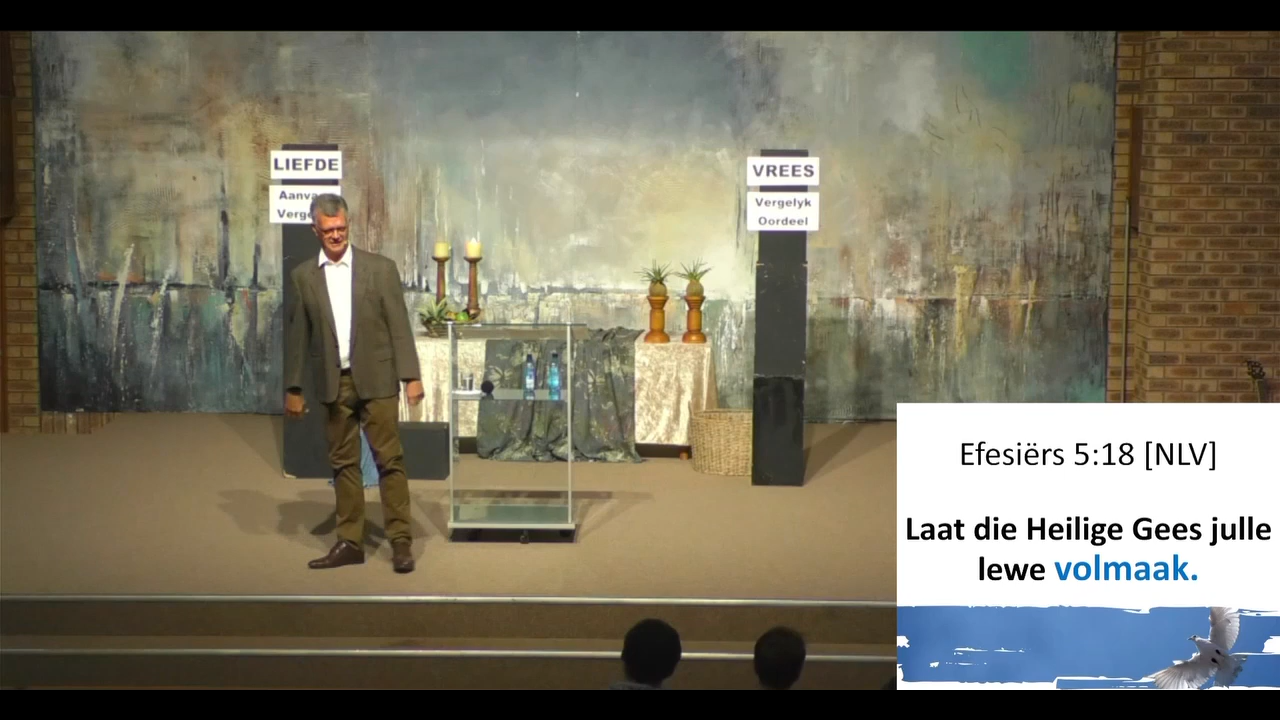 LIEFDE
VREES
Vergelyk
Oordeel
Efesiërs 5:18 [NLV]
Laat die Heilige Gees julle
lewe volmaak.